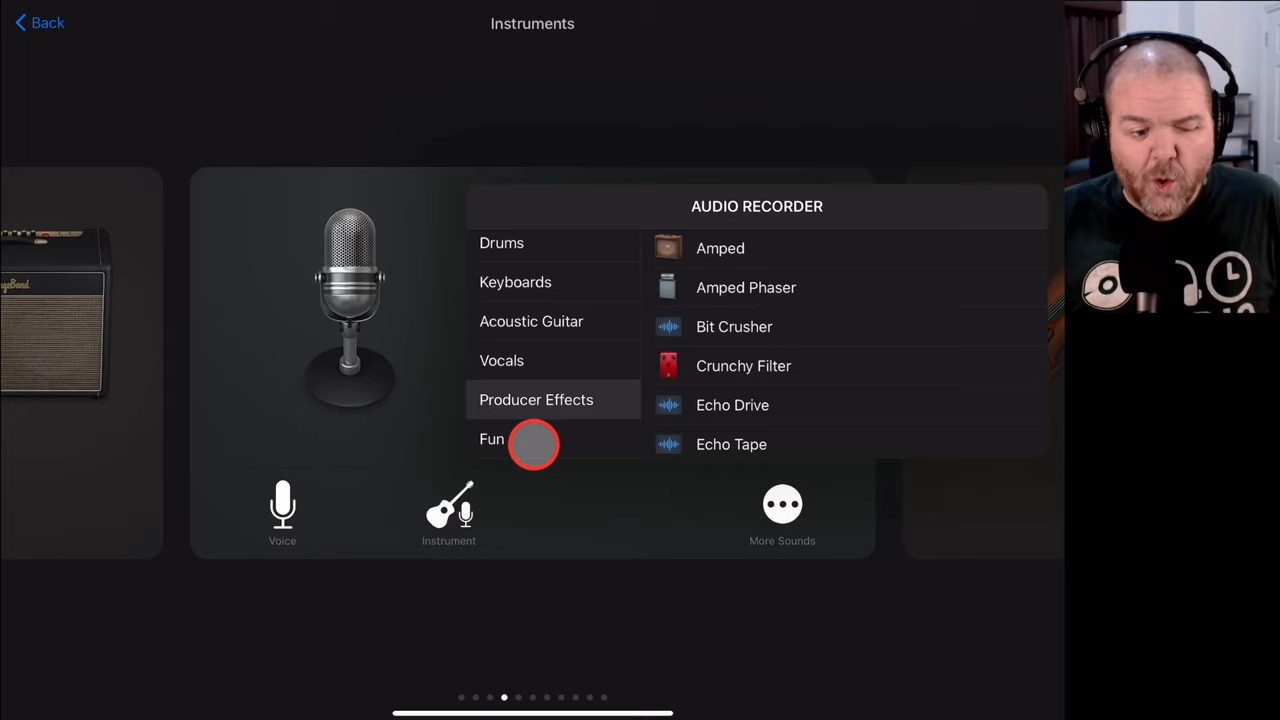 Back
Instruments
AUDIO RECORDER
Drums
Keyboards
Acoustic Guitar
Vocals
Producer Effects
Fun
Amped
Amped Phaser
Bit Crusher
Crunchy Filter
Echo Drive
Echo Tape
Voice
Instrument
More Sounds